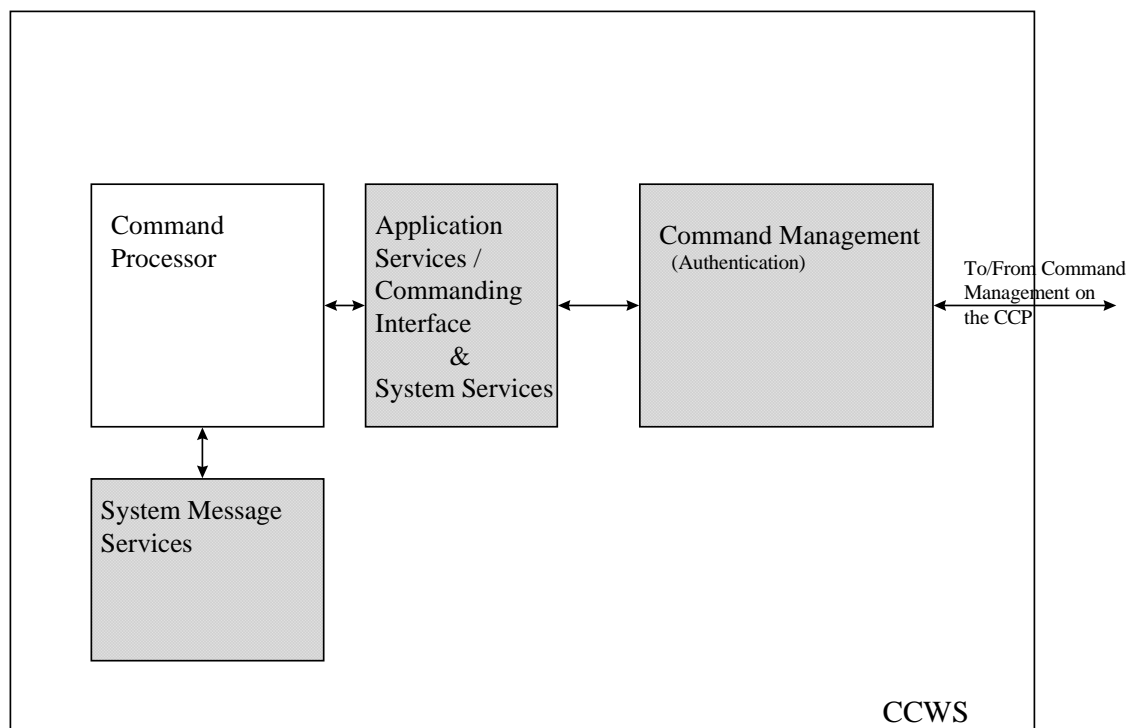 Command
Processor
Application
Services /
Commanding
Interface
&
System Services
Command Management
(Authentication)
To/From Command
Management on
the CCP
System Message
Services
CCWS